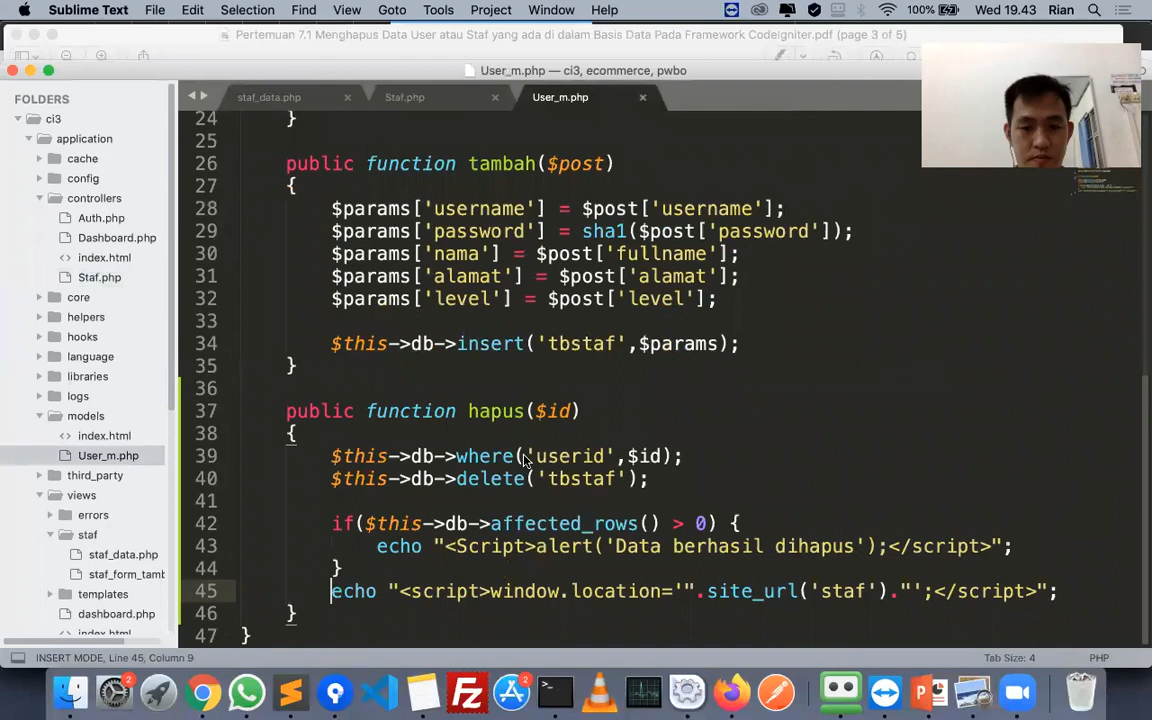 Sublime Text File Edit Selection Find View Goto Tools Project Window Help 100% Wed 19.43 Rian
Pertemuan 7.1 Menghapus Data User atau Staf yang ada di dalam Basis Data Pada Framework CodeIgniter.pdf (page 3 of 5)
User_m.php — ci3, ecommerce, pwbo
FOLDERS
ci3
application
cache
config
controllers
Auth.php
Dashboard.php
<> index.html
Staf.php
core
helpers
hooks
language
libraries
logs
models
<> index.html
User_m.php
third_party
views
errors
staf
staf_data.php
staf_form_tamb
templates
dashboard.php
index.html
staf_data.php × Staf.php × User_m.php ×
24 }
25
26 public function tambah($post)
27 {
28 $params['username'] = $post['username'];
29 $params['password'] = sha1($post['password']);
30 $params['nama'] = $post['fullname'];
31 $params['alamat'] = $post['alamat'];
32 $params['level'] = $post['level'];
33
34 $this->db->insert('tbstaf',$params);
35 }
36
37 public function hapus($id)
38 {
39 $this->db->where('userid',$id);
40 $this->db->delete('tbstaf');
41
42 if($this->db->affected_rows() > 0) {
43 echo "<Script>alert('Data berhasil dihapus');</script>";
44 }
45 echo "<script>window.location='".site_url('staf')."';</script>";
46 }
47 }
INSERT MODE, Line 45, Column 9 Tab Size: 4 PHP